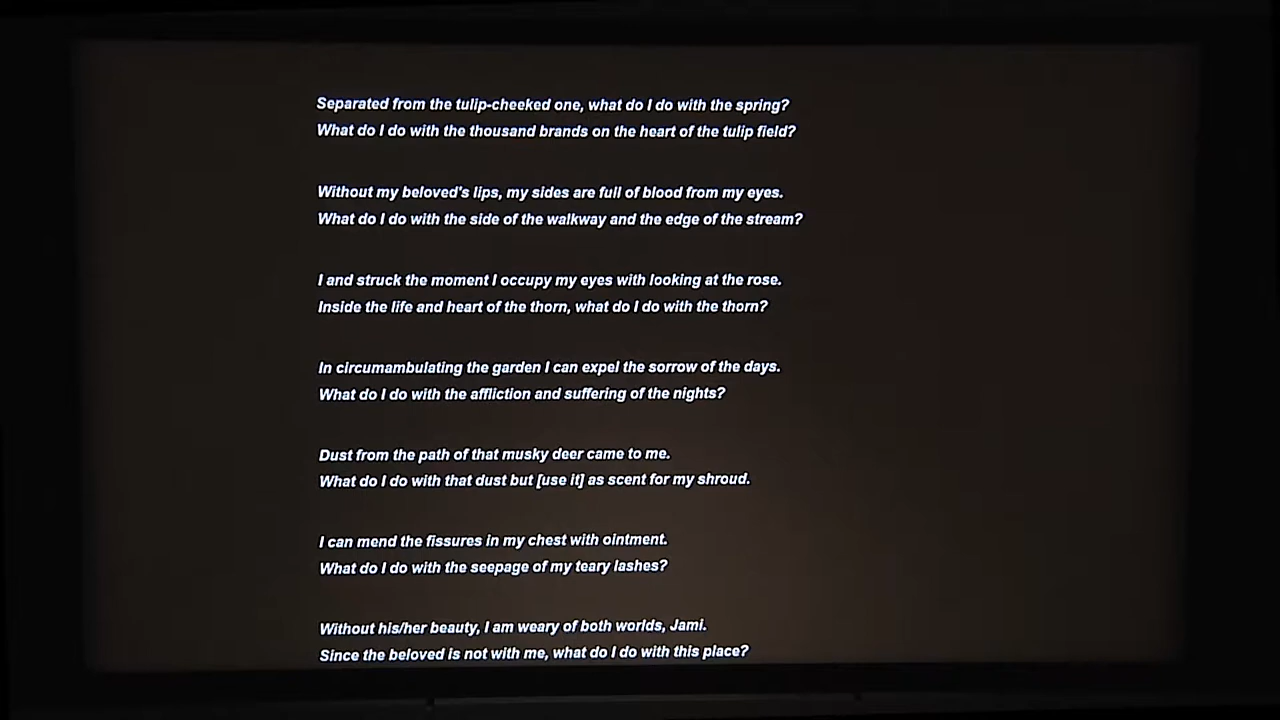 Separated from the tulip-cheeked one, what do I do with the spring?
What do I do with the thousand brands on the heart of the tulip field?
Without my beloved's lips, my sides are full of blood from my eyes.
What do I do with the side of the walkway and the edge of the stream?
I and struck the moment I occupy my eyes with looking at the rose.
Inside the life and heart of the thorn, what do I do with the thorn?
In circumambulating the garden I can expel the sorrow of the days.
What do I do with the affliction and suffering of the nights?
Dust from the path of that musky deer came to me.
What do I do with that dust but [use it] as scent for my shroud.
I can mend the fissures in my chest with ointment.
What do I do with the seepage of my teary lashes?
Without his/her beauty, I am weary of both worlds, Jami.
Since the beloved is not with me, what do I do with this place?